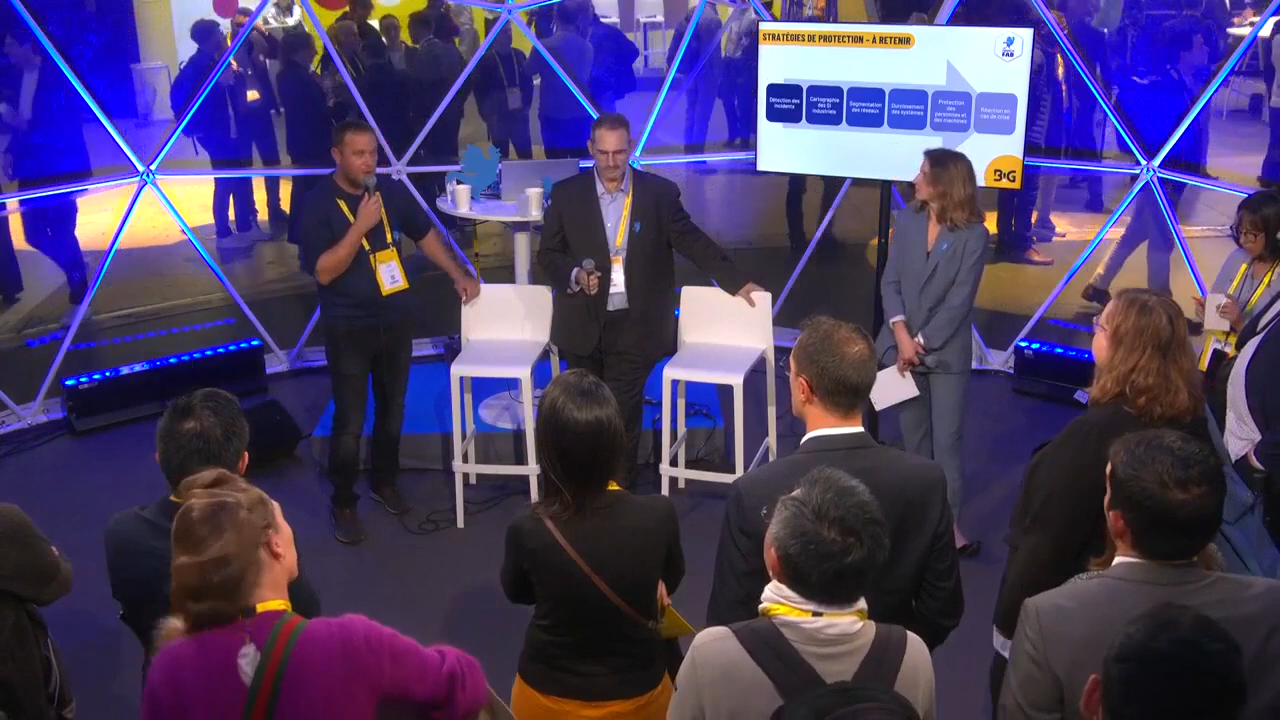 STRATÉGIES DE PROTECTION – À RETENIR
FAB
Détection des
incidents
Cartographie
des SI
industriels
Segmentation
des réseaux
Durcissement
des systèmes
Protection
des
personnes et
des machines
Réaction en
cas de crise
B!G